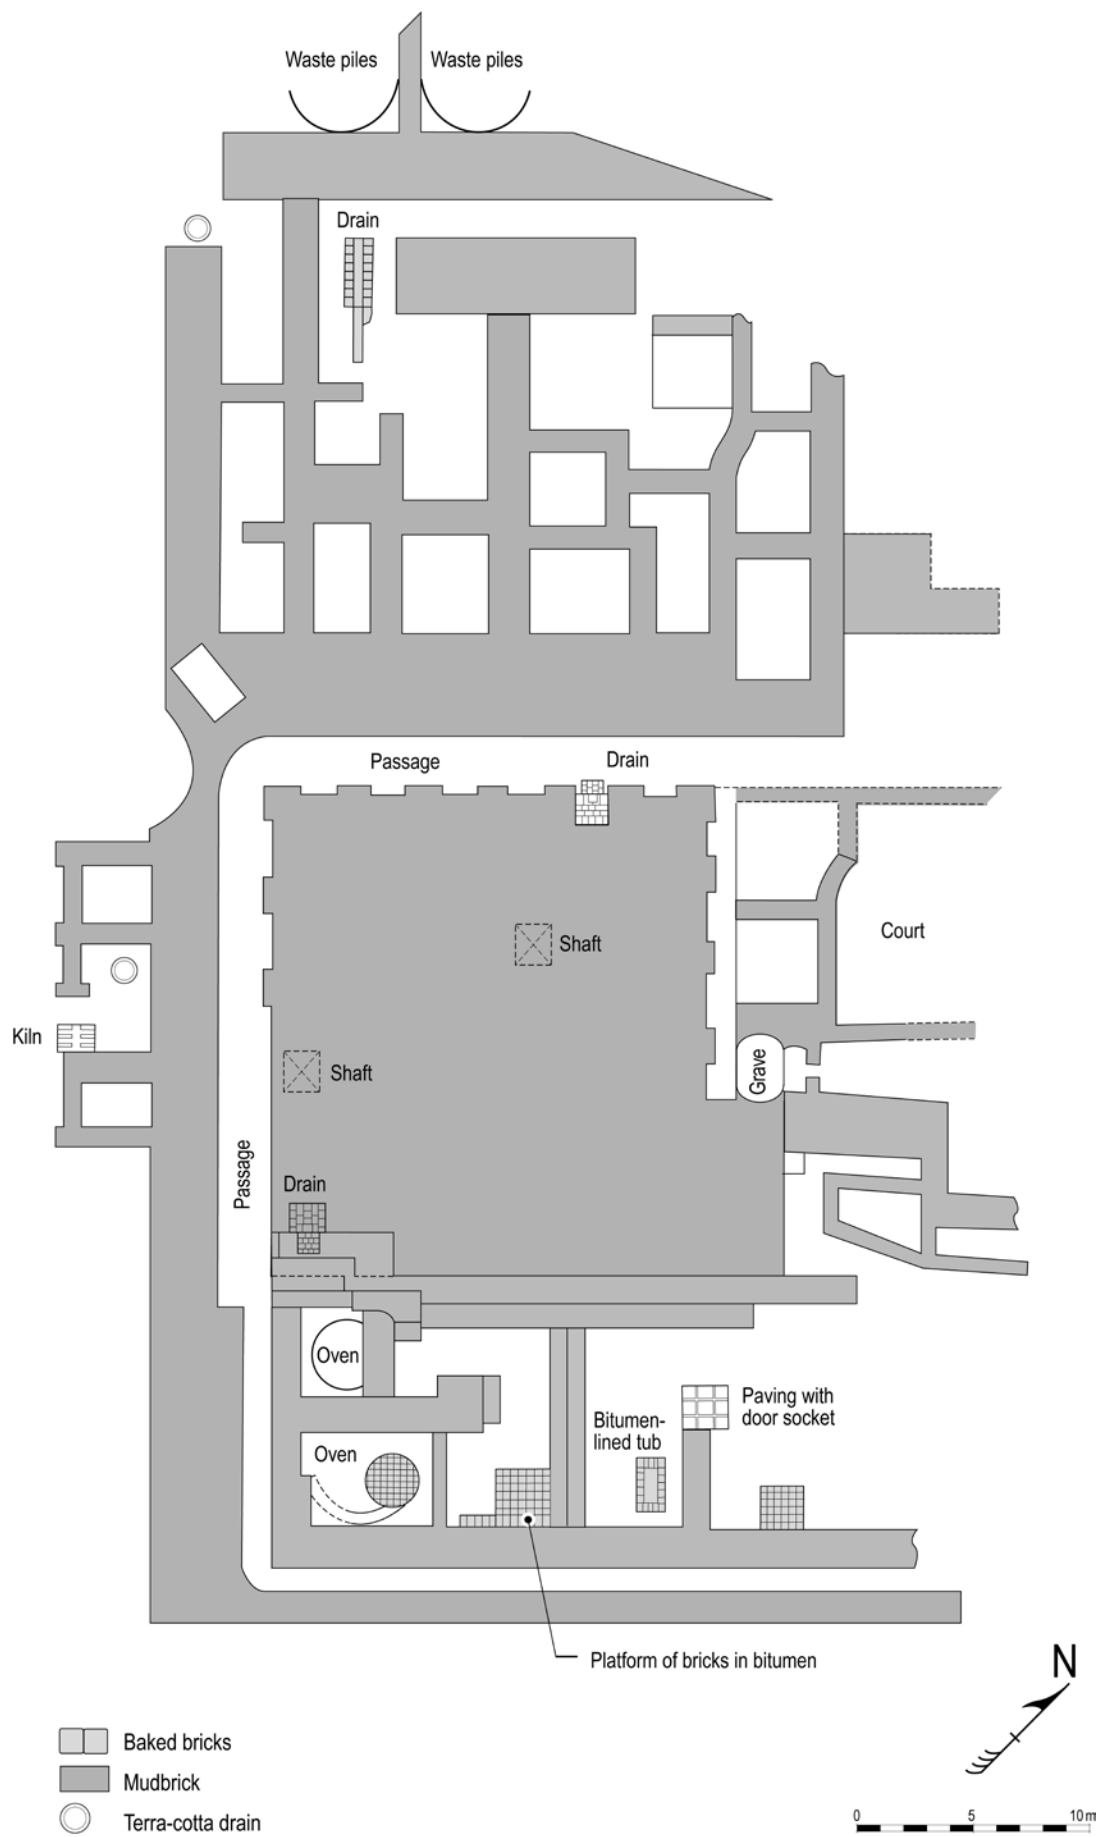 Waste piles
Waste piles
Drain
Passage
Drain
Shaft
Court
Kiln
Shaft
Grave
Passage
Drain
Oven
Paving with
door socket
Bitumen-
lined tub
Oven
Platform of bricks in bitumen
N
Baked bricks
Mudbrick
Terra-cotta drain
0 5 10 m